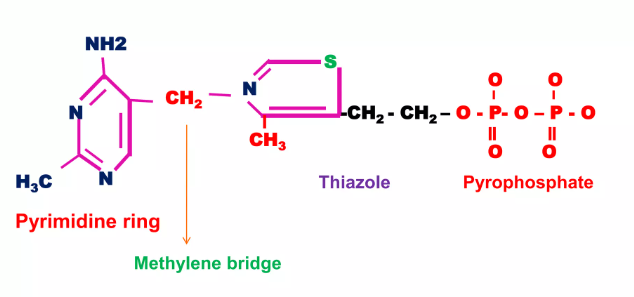 NH2
S
N
N
CH₂
O O
-CH₂- CH₂– O - P- O – P - O
O O
CH₃
H₃C
N
Thiazole
Pyrophosphate
Pyrimidine ring
Methylene bridge